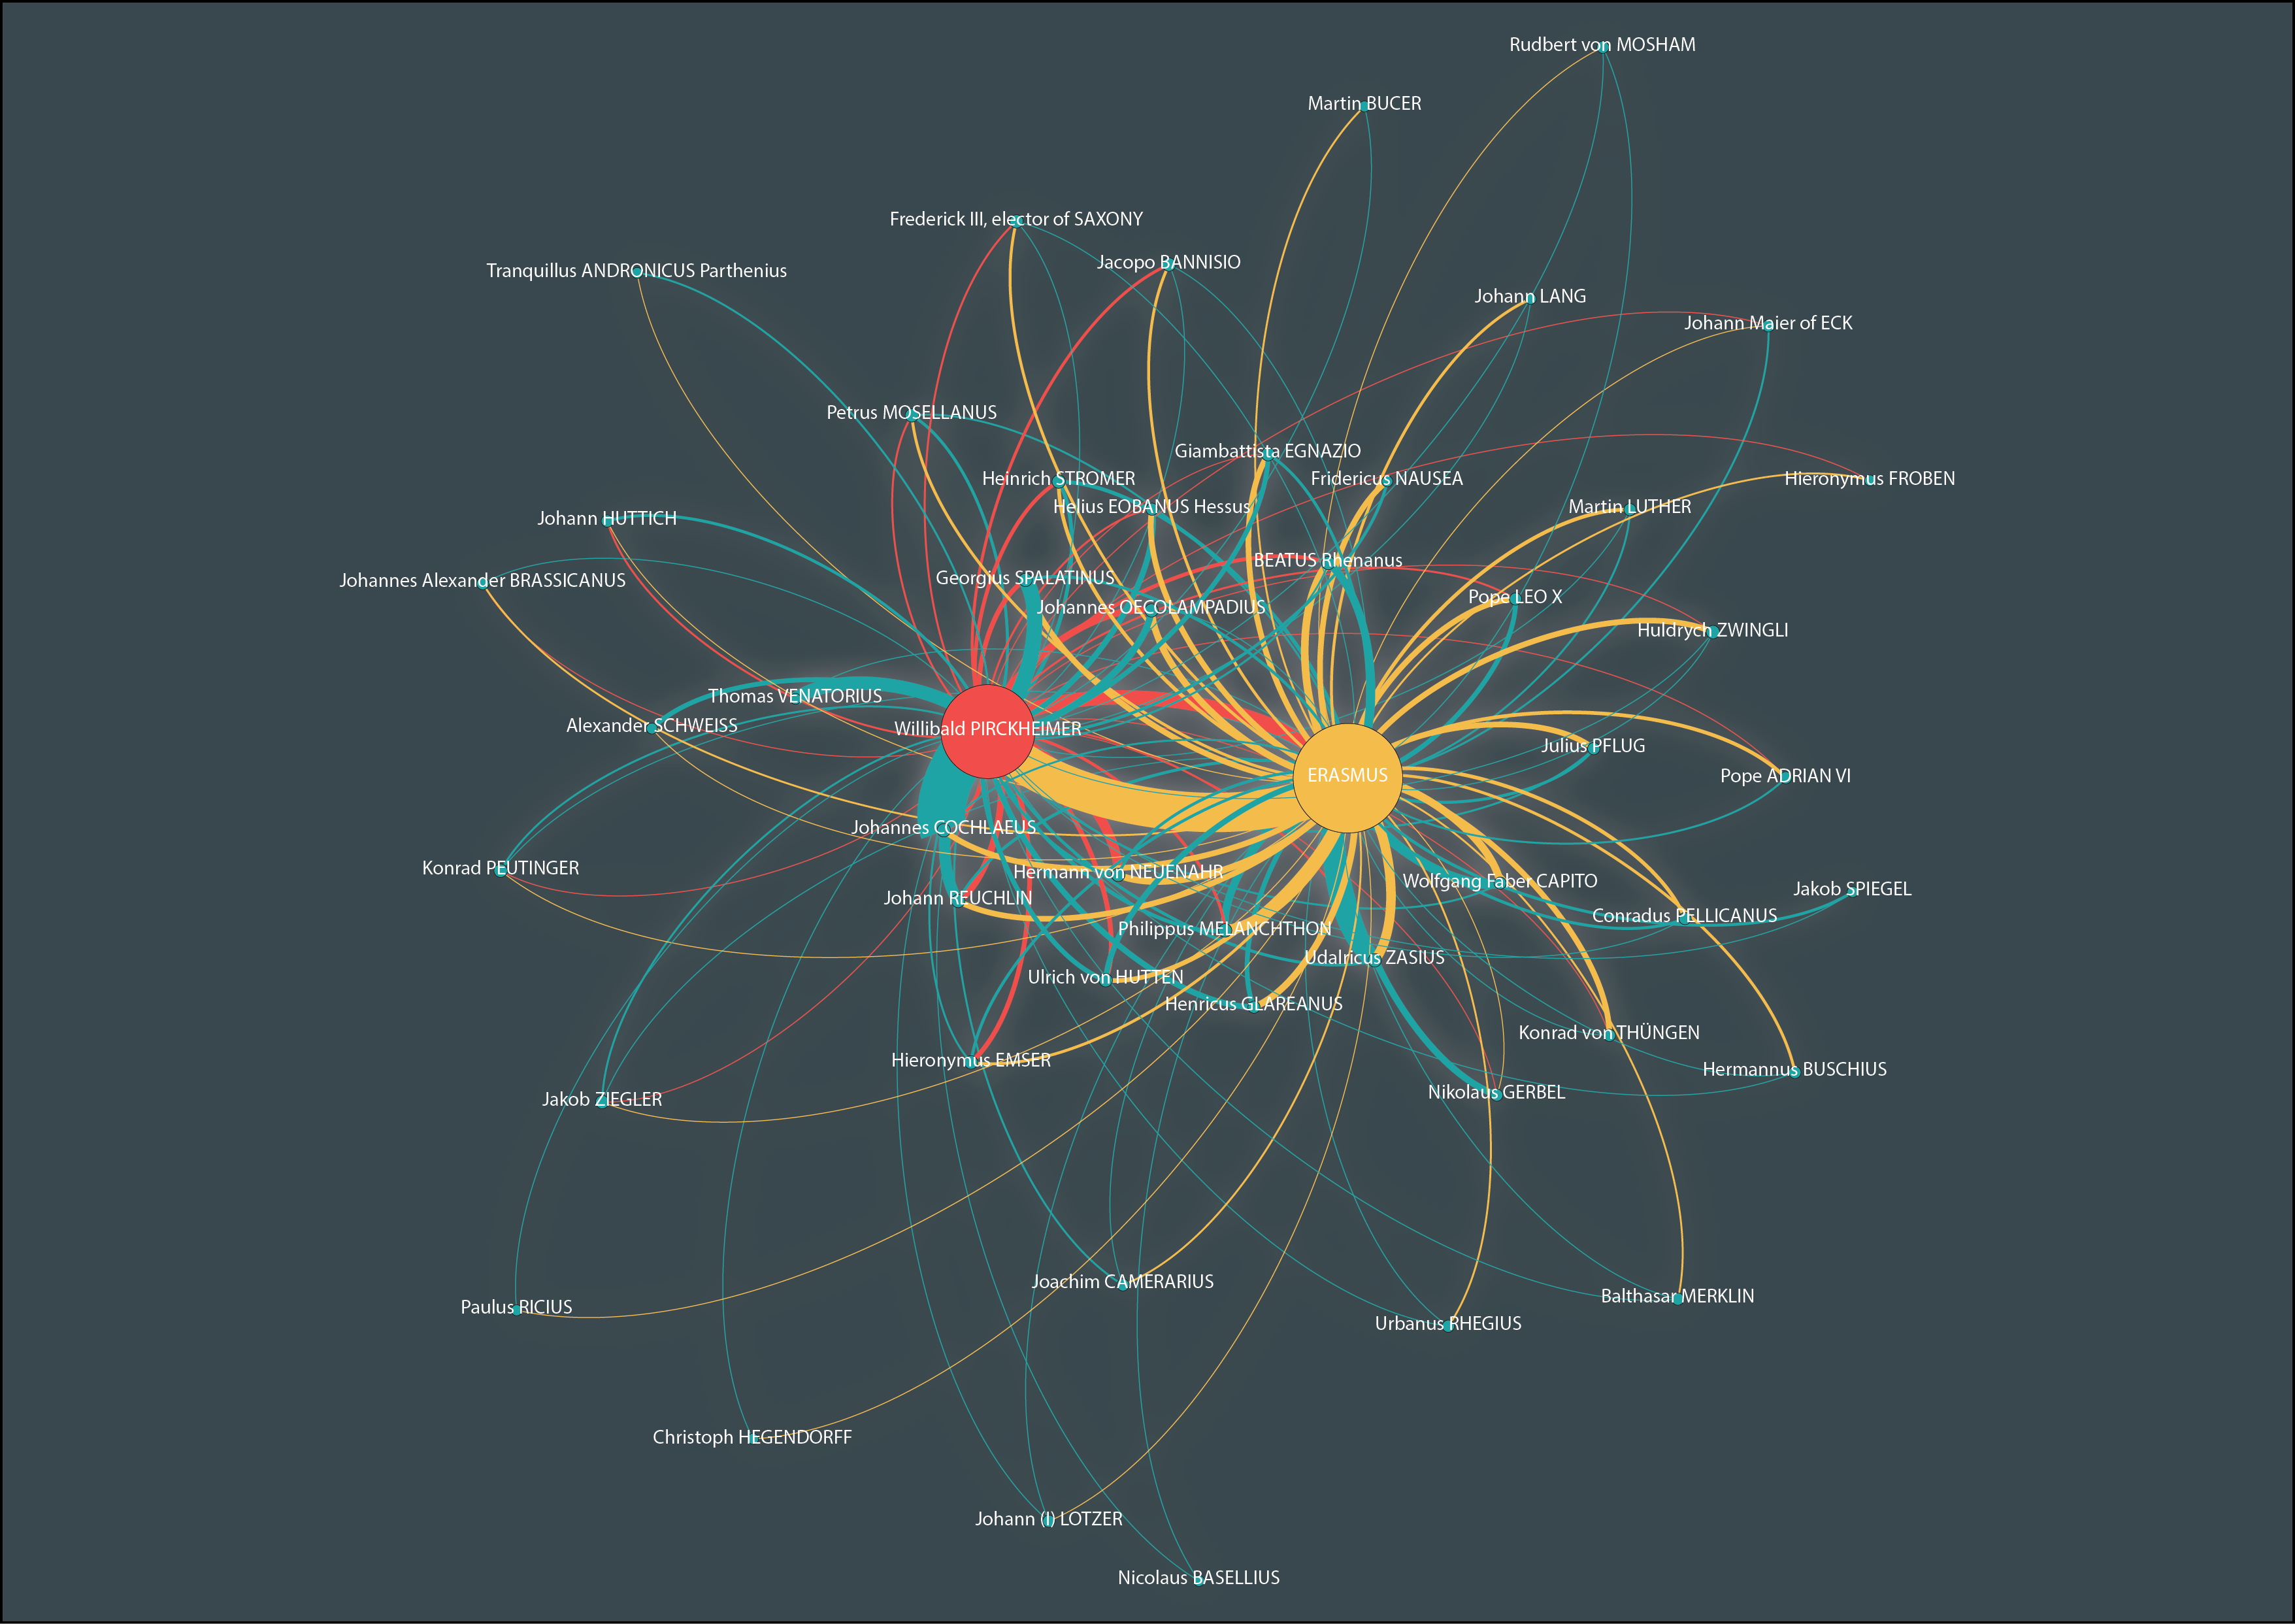 Rudbert von MOSHAM
Martin BUCER
Frederick III, elector of SAXONY
Jacopo BANNISIO
Tranquillus ANDRONICUS Parthenius
Johann LANG
Johann Maier of ECK
Petrus MOSELLANUS
Giambattista EGNAZIO
Heinrich STROMER
Fridericus NAUSEA
Hieronymus FROBEN
Helius EOBANUS Hessus
Martin LUTHER
Johann HUTTICH
BEATUS Rhenanus
Georgius SPALATINUS
Johannes Alexander BRASSICANUS
Pope LEO X
Johannes OECOLAMPADIUS
Huldrych ZWINGLI
Thomas VENATORIUS
Alexander SCHWEISS
Willibald PIRCKHEIMER
Julius PFLUG
ERASMUS
Pope ADRIAN VI
Johannes COCHLAEUS
Konrad PEUTINGER
Hermann von NEUENAHR
Wolfgang Faber CAPITO
Jakob SPIEGEL
Johann REUCHLIN
Conradus PELLICANUS
Philippus MELANCHTHON
Udalricus ZASIUS
Ulrich von HUTTEN
Henricus GLAREANUS
Konrad von THÜNGEN
Hieronymus EMSER
Hermannus BUSCHIUS
Nikolaus GERBEL
Jakob ZIEGLER
Joachim CAMERARIUS
Balthasar MERKLIN
Paulus RICIUS
Urbanus RHEGIUS
Christoph HEGENDORFF
Johann (I) LOTZER
Nicolaus BASELLIUS